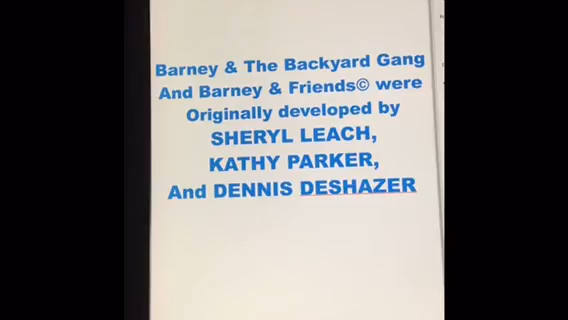 Barney & The Backyard Gang
And Barney & Friends© were
Originally developed by
SHERYL LEACH,
KATHY PARKER,
And DENNIS DESHAZER